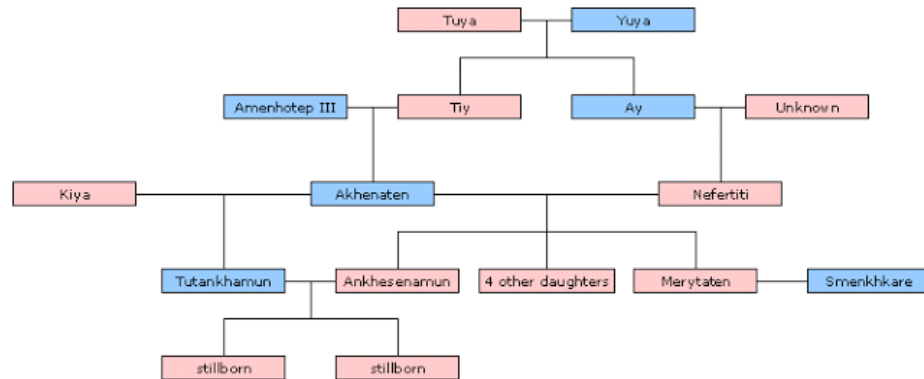 Tuya
Yuya
Amenhotep III
Tiy
Ay
Unknown
Kiya
Akhenaten
Nefertiti
Tutankhamun
Ankhesenamun
4 other daughters
Merytaten
Smenkhkare
stillborn
stillborn